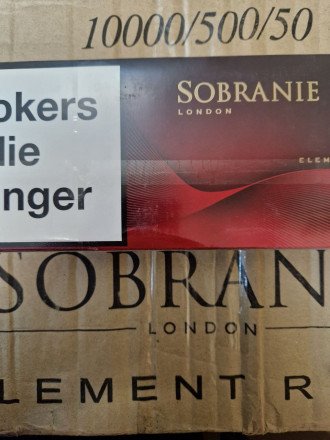 10000/500/50
okers
lie
nger
SOBRANIE
LONDON
ELEM
SOBRAN
LONDON
LEMENT R